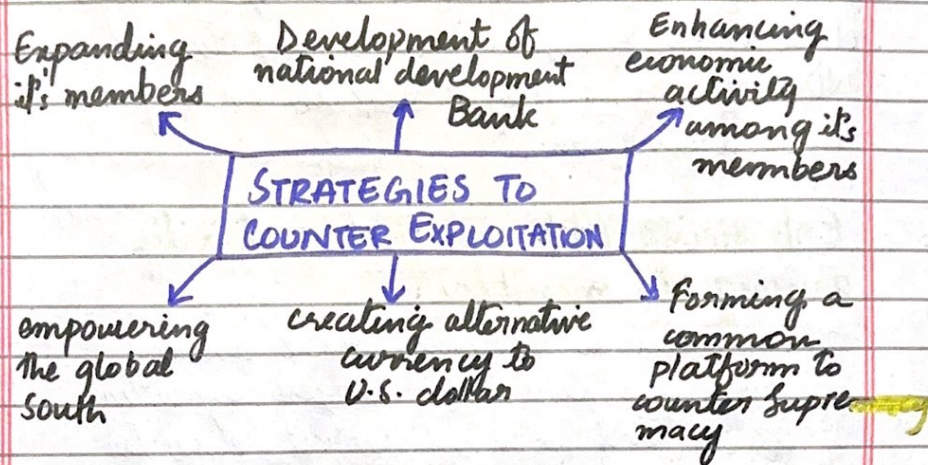 Expanding
it's members
Development of
national development
Bank
Enhancing
economic
activity
among it's
members
STRATEGIES TO
COUNTER EXPLOITATION
empowering
the global
south
creating alternative
currency to
U.S. dollar
Forming a
common
platform to
counter supre-
macy